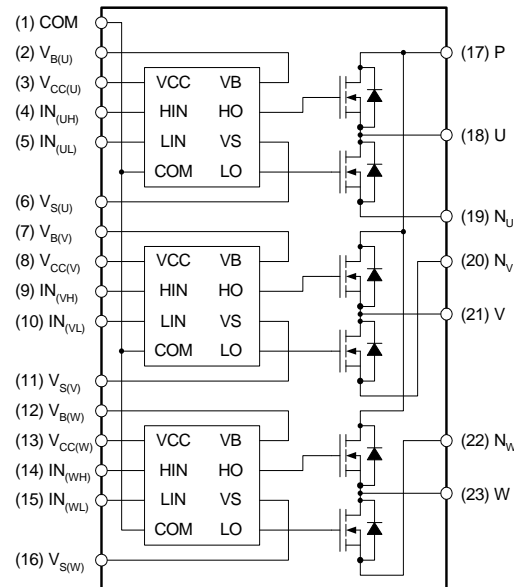 (1) COM
(2) V_B(U)
(3) V_CC(U)
(4) IN_(UH)
(5) IN_(UL)
(6) V_S(U)
(7) V_B(V)
(8) V_CC(V)
(9) IN_(VH)
(10) IN_(VL)
(11) V_S(V)
(12) V_B(W)
(13) V_CC(W)
(14) IN_(WH)
(15) IN_(WL)
(16) V_S(W)
VCC VB
HIN HO
LIN VS
COM LO
VCC VB
HIN HO
LIN VS
COM LO
VCC VB
HIN HO
LIN VS
COM LO
(17) P
(18) U
(19) N_U
(20) N_V
(21) V
(22) N_W
(23) W